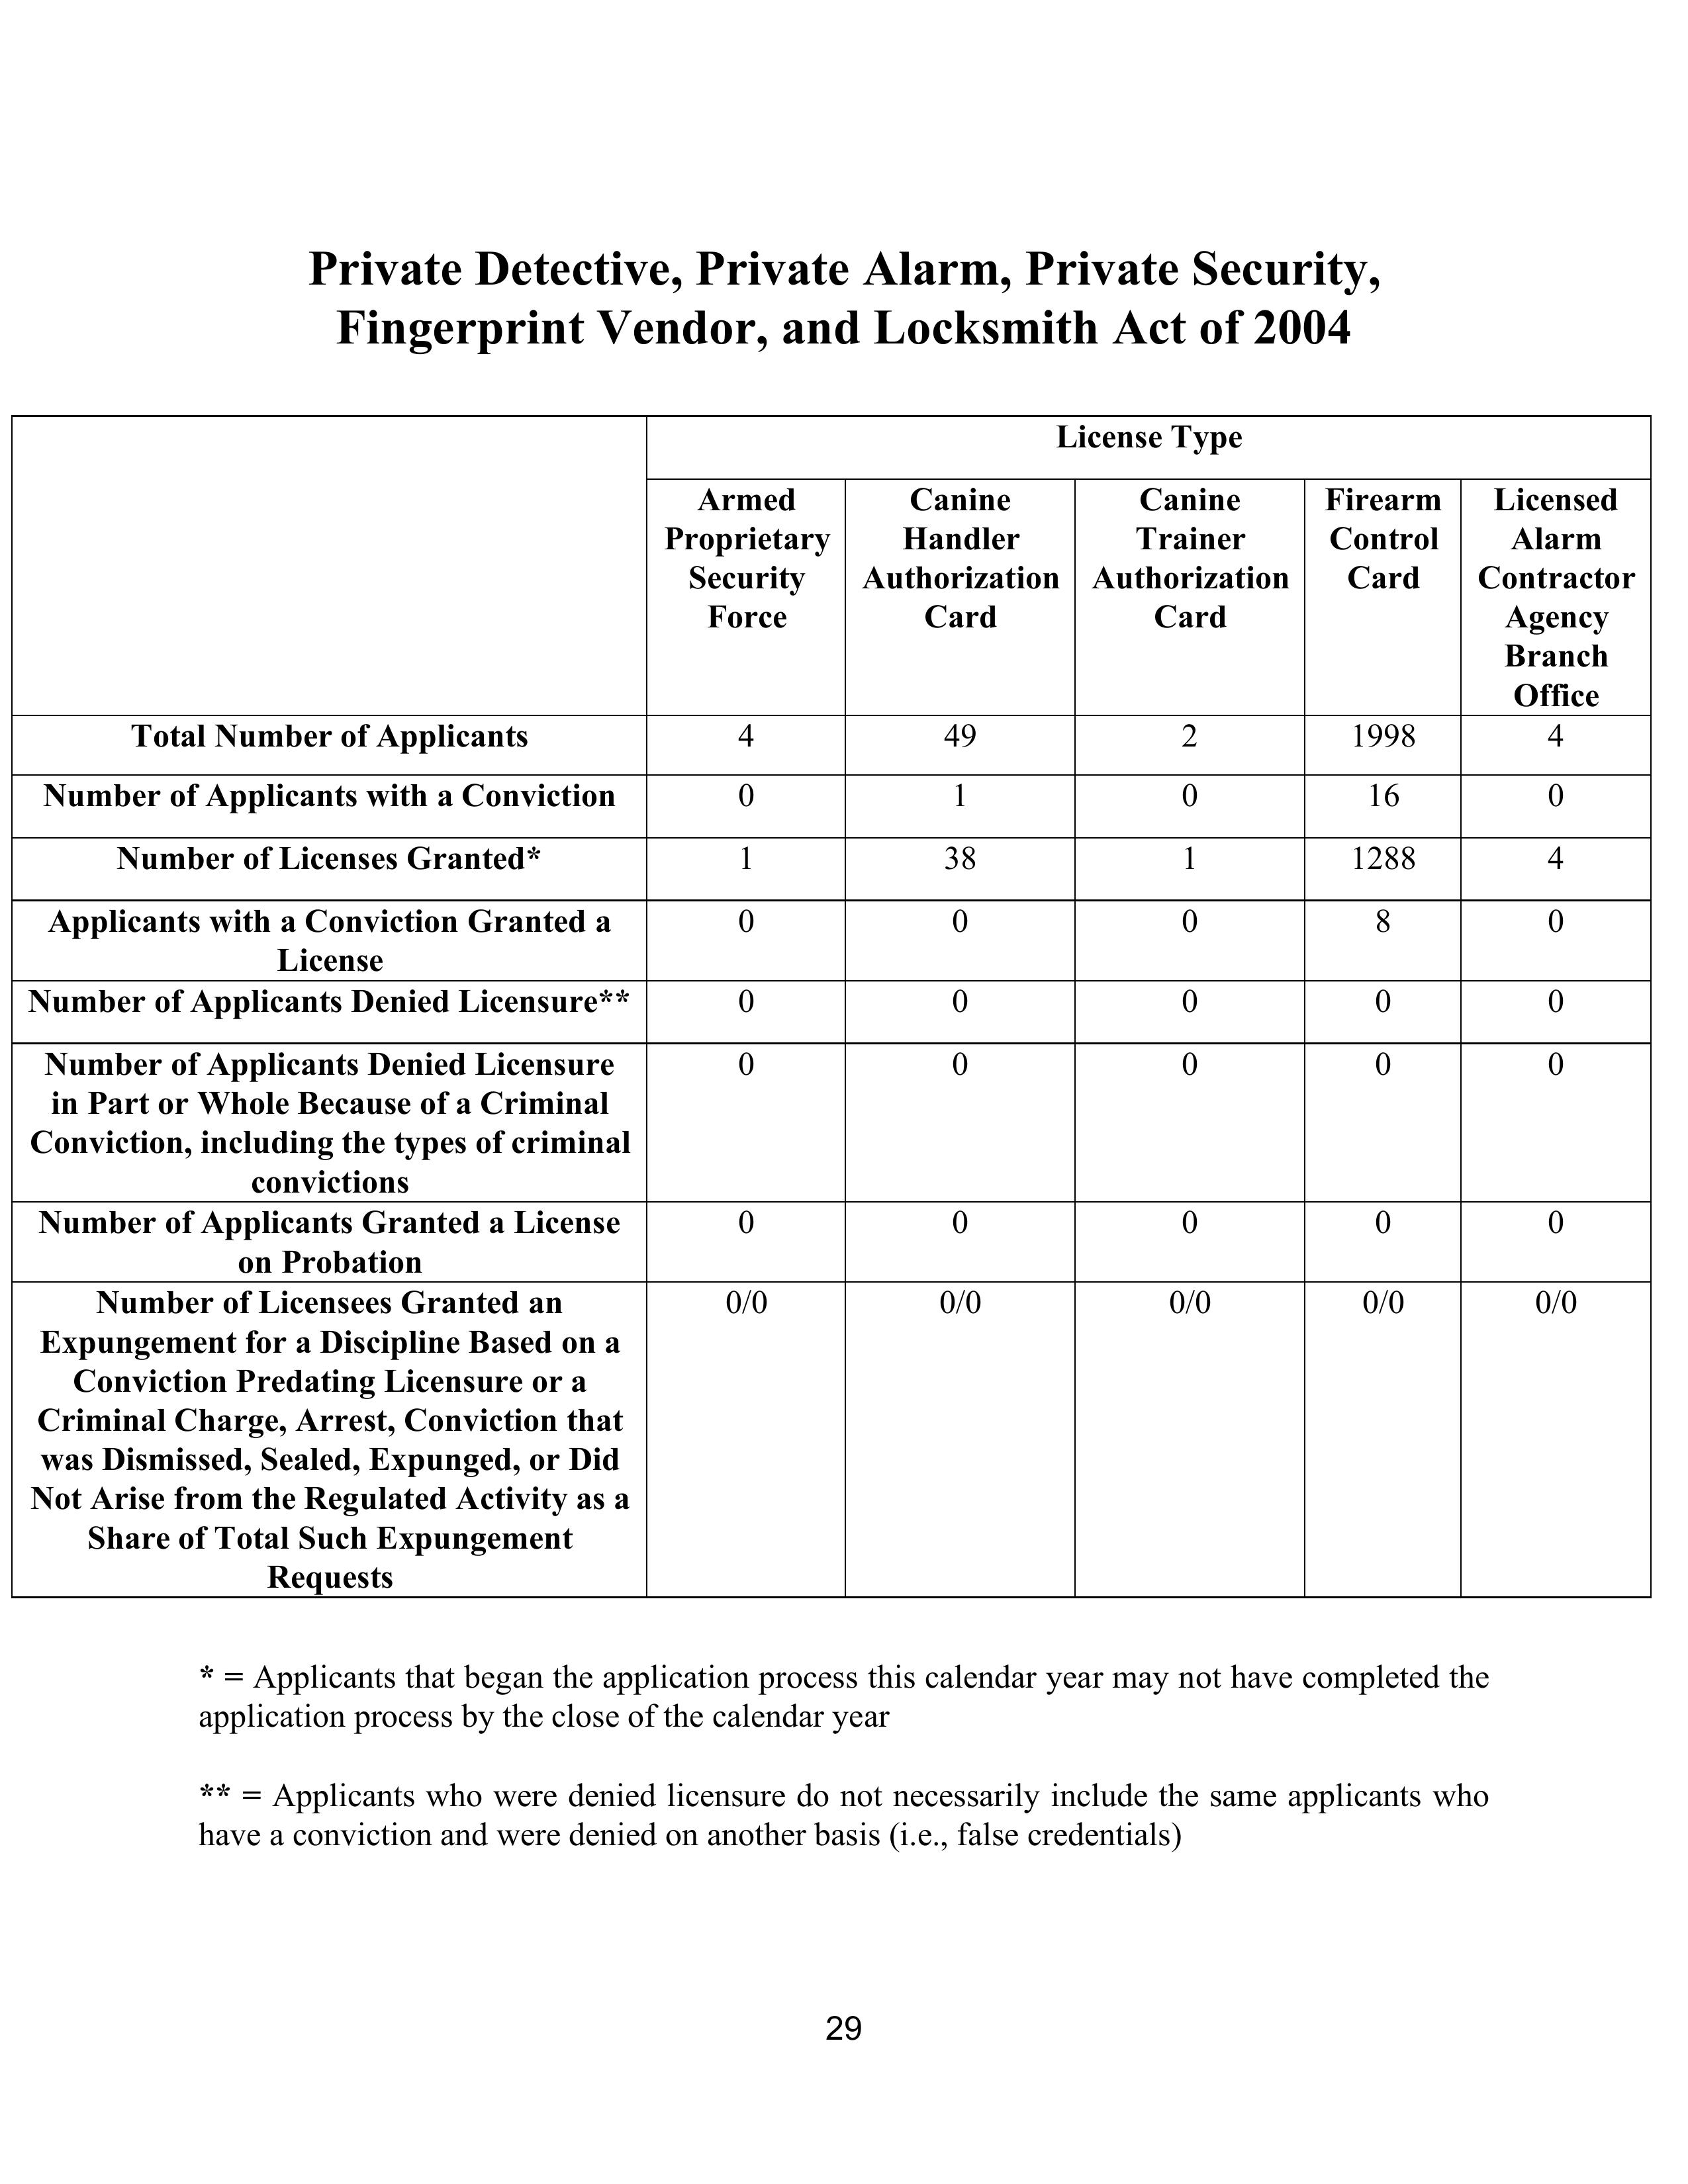 Private Detective, Private Alarm, Private Security,
Fingerprint Vendor, and Locksmith Act of 2004
License Type
Armed
Proprietary
Security
Force
Canine
Handler
Authorization
Card
Canine
Trainer
Authorization
Card
Firearm
Control
Card
Licensed
Alarm
Contractor
Agency
Branch
Office
Total Number of Applicants 4 49 2 1998 4
Number of Applicants with a Conviction 0 1 0 16 0
Number of Licenses Granted* 1 38 1 1288 4
Applicants with a Conviction Granted a 0 0 0 8 0
License
Number of Applicants Denied Licensure** 0 0 0 0 0
Number of Applicants Denied Licensure 0 0 0 0 0
in Part or Whole Because of a Criminal
Conviction, including the types of criminal
convictions
Number of Applicants Granted a License 0 0 0 0 0
on Probation
Number of Licensees Granted an 0/0 0/0 0/0 0/0 0/0
Expungement for a Discipline Based on a
Conviction Predating Licensure or a
Criminal Charge, Arrest, Conviction that
was Dismissed, Sealed, Expunged, or Did
Not Arise from the Regulated Activity as a
Share of Total Such Expungement
Requests
* = Applicants that began the application process this calendar year may not have completed the
application process by the close of the calendar year
** = Applicants who were denied licensure do not necessarily include the same applicants who
have a conviction and were denied on another basis (i.e., false credentials)
29